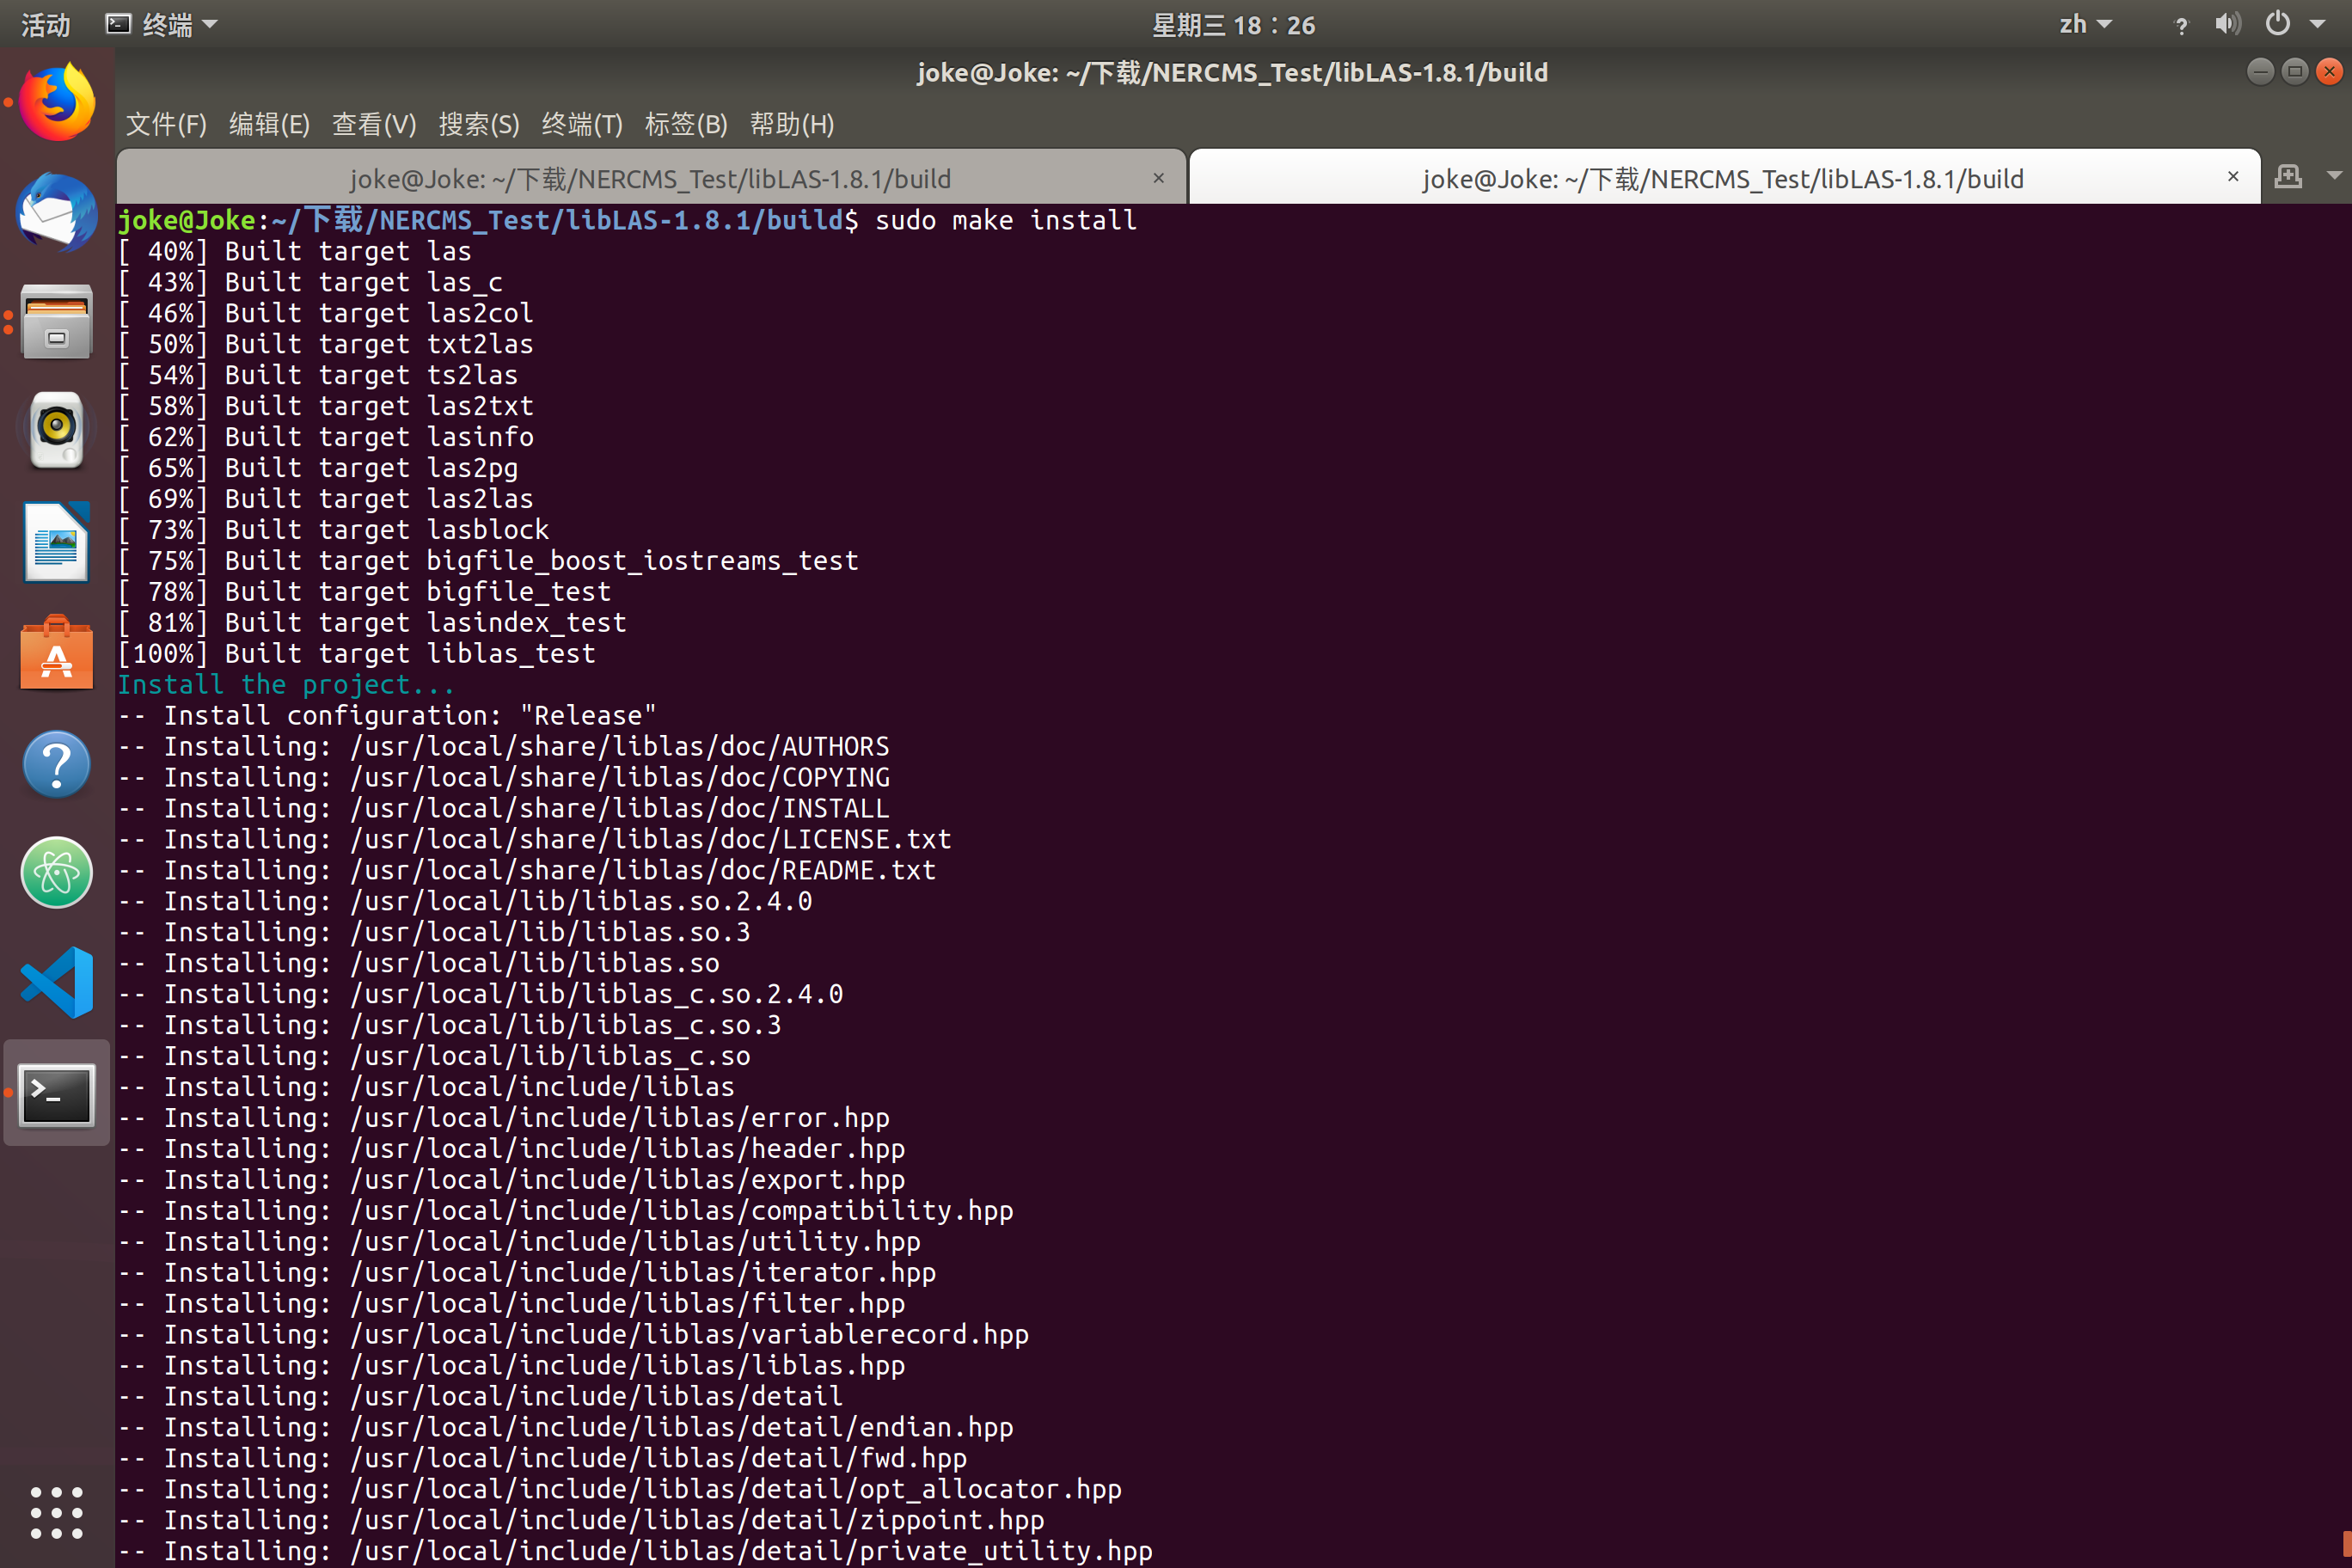 活动 终端 星期三 18：26 zh
joke@Joke: ~/下载/NERCMS_Test/libLAS-1.8.1/build
文件(F) 编辑(E) 查看(V) 搜索(S) 终端(T) 标签(B) 帮助(H)
joke@Joke: ~/下载/NERCMS_Test/libLAS-1.8.1/build × joke@Joke: ~/下载/NERCMS_Test/libLAS-1.8.1/build ×
joke@Joke:~/下载/NERCMS_Test/libLAS-1.8.1/build$ sudo make install
[ 40%] Built target las
[ 43%] Built target las_c
[ 46%] Built target las2col
[ 50%] Built target txt2las
[ 54%] Built target ts2las
[ 58%] Built target las2txt
[ 62%] Built target lasinfo
[ 65%] Built target las2pg
[ 69%] Built target las2las
[ 73%] Built target lasblock
[ 75%] Built target bigfile_boost_iostreams_test
[ 78%] Built target bigfile_test
[ 81%] Built target lasindex_test
[100%] Built target liblas_test
Install the project...
-- Install configuration: "Release"
-- Installing: /usr/local/share/liblas/doc/AUTHORS
-- Installing: /usr/local/share/liblas/doc/COPYING
-- Installing: /usr/local/share/liblas/doc/INSTALL
-- Installing: /usr/local/share/liblas/doc/LICENSE.txt
-- Installing: /usr/local/share/liblas/doc/README.txt
-- Installing: /usr/local/lib/liblas.so.2.4.0
-- Installing: /usr/local/lib/liblas.so.3
-- Installing: /usr/local/lib/liblas.so
-- Installing: /usr/local/lib/liblas_c.so.2.4.0
-- Installing: /usr/local/lib/liblas_c.so.3
-- Installing: /usr/local/lib/liblas_c.so
-- Installing: /usr/local/include/liblas
-- Installing: /usr/local/include/liblas/error.hpp
-- Installing: /usr/local/include/liblas/header.hpp
-- Installing: /usr/local/include/liblas/export.hpp
-- Installing: /usr/local/include/liblas/compatibility.hpp
-- Installing: /usr/local/include/liblas/utility.hpp
-- Installing: /usr/local/include/liblas/iterator.hpp
-- Installing: /usr/local/include/liblas/filter.hpp
-- Installing: /usr/local/include/liblas/variablerecord.hpp
-- Installing: /usr/local/include/liblas/liblas.hpp
-- Installing: /usr/local/include/liblas/detail
-- Installing: /usr/local/include/liblas/detail/endian.hpp
-- Installing: /usr/local/include/liblas/detail/fwd.hpp
-- Installing: /usr/local/include/liblas/detail/opt_allocator.hpp
-- Installing: /usr/local/include/liblas/detail/zippoint.hpp
-- Installing: /usr/local/include/liblas/detail/private_utility.hpp